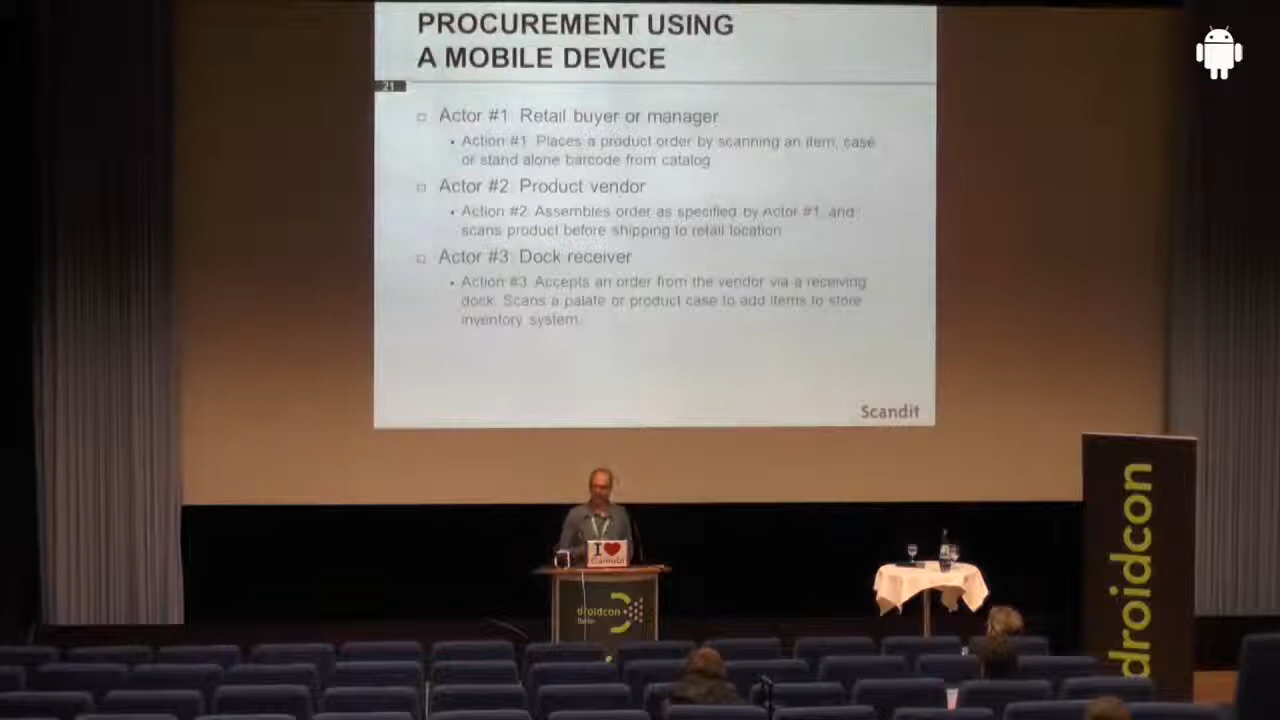 PROCUREMENT USING
A MOBILE DEVICE
21
Actor #1: Retail buyer or manager
Action #1: Places a product order by scanning an item, case
or stand alone barcode from catalog
Actor #2: Product vendor
Action #2: Assembles order as specified by Actor #1, and
scans product before shipping to retail location
Actor #3: Dock receiver
Action #3: Accepts an order from the vendor via a receiving
dock. Scans a palate or product case to add items to store
inventory system.
Scandit
I
droidcon
Berlin
droidcon